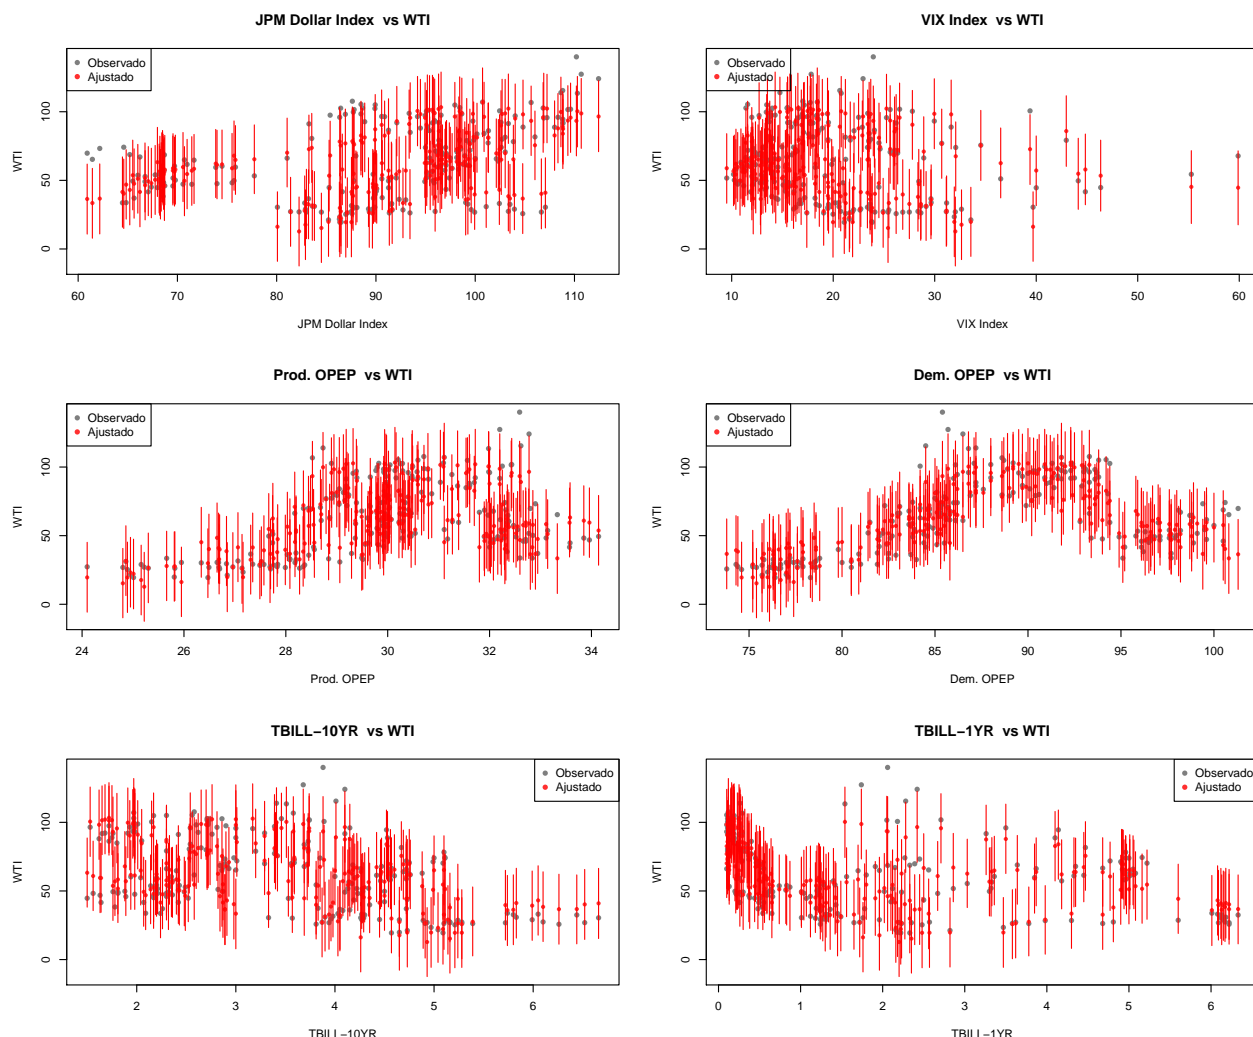 JPM Dollar Index vs WTI
Observado
Ajustado
WTI
0
50
100
60
70
80
90
100
110
JPM Dollar Index
VIX Index vs WTI
Observado
Ajustado
WTI
0
50
100
10
20
30
40
50
60
VIX Index
Prod. OPEP vs WTI
Observado
Ajustado
WTI
0
50
100
24
26
28
30
32
34
Prod. OPEP
Dem. OPEP vs WTI
Observado
Ajustado
WTI
0
50
100
75
80
85
90
95
100
Dem. OPEP
TBILL−10YR vs WTI
Observado
Ajustado
WTI
0
50
100
2
3
4
5
6
TBILL−10YR
TBILL−1YR vs WTI
Observado
Ajustado
WTI
0
50
100
0
1
2
3
4
5
6
TBILL−1YR